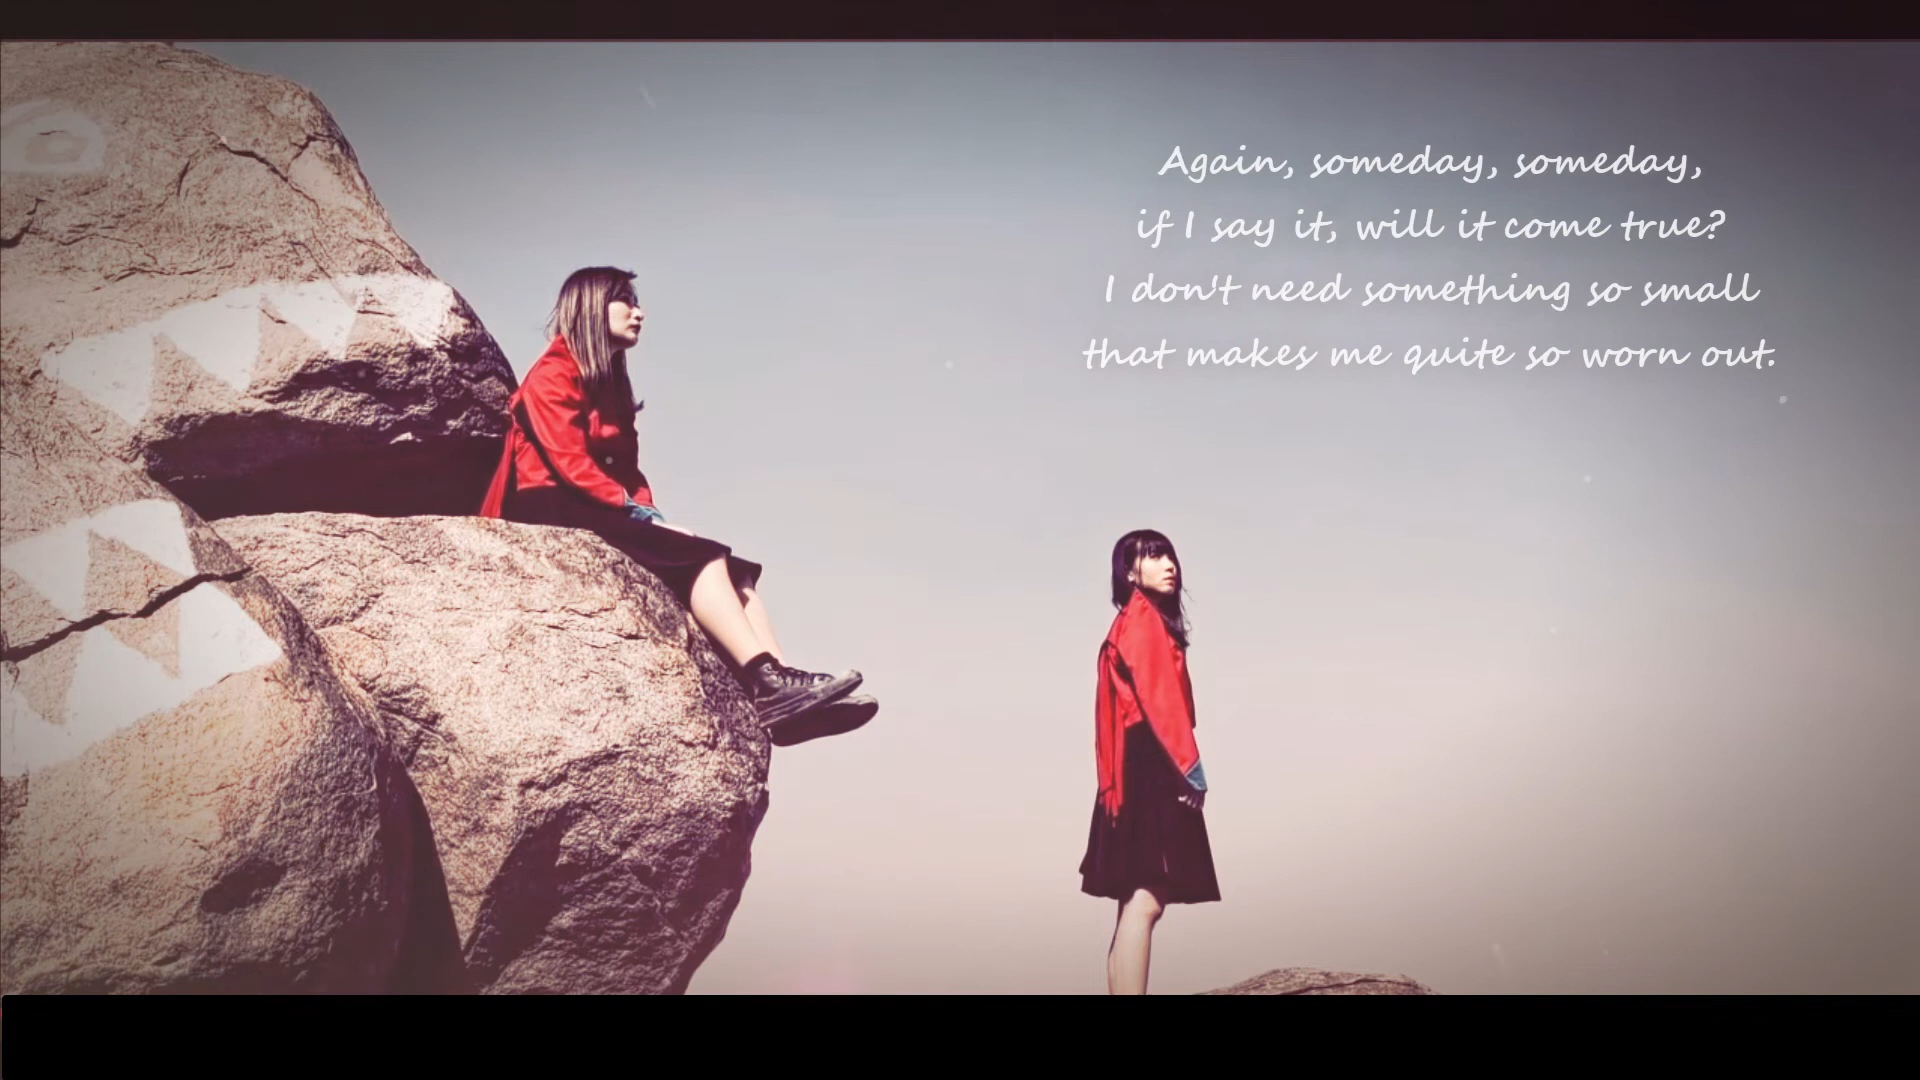 Again, someday, someday,
if I say it, will it come true?
I don't need something so small
that makes me quite so worn out.